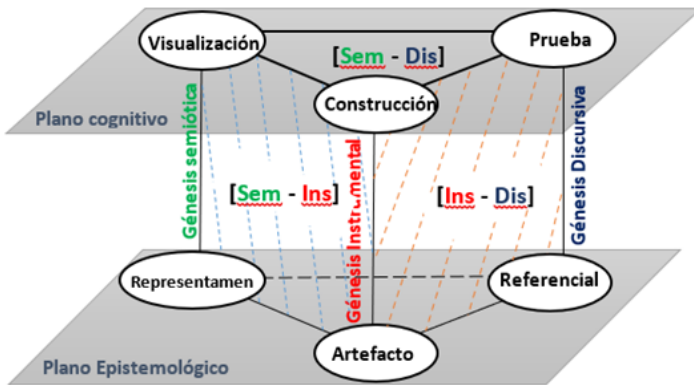 Visualización
Prueba
[Sem - Dis]
Construcción
Plano cognitivo
Génesis semiótica
Génesis Instrumental
Génesis Discursiva
[Sem - Ins]
[Ins - Dis]
Representamen
Referencial
Artefacto
Plano Epistemológico